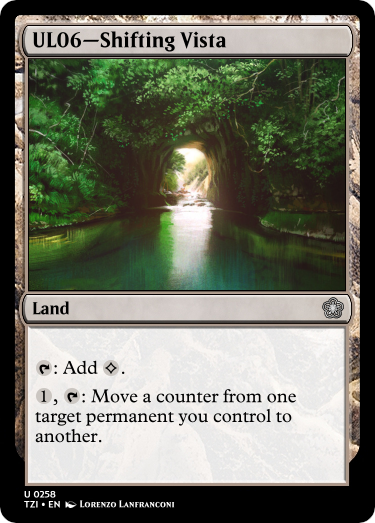 UL06—Shifting Vista
Land
T: Add C.
1, T: Move a counter from one
target permanent you control to
another.
U 0258
TZI • EN Lorenzo Lanfranconi